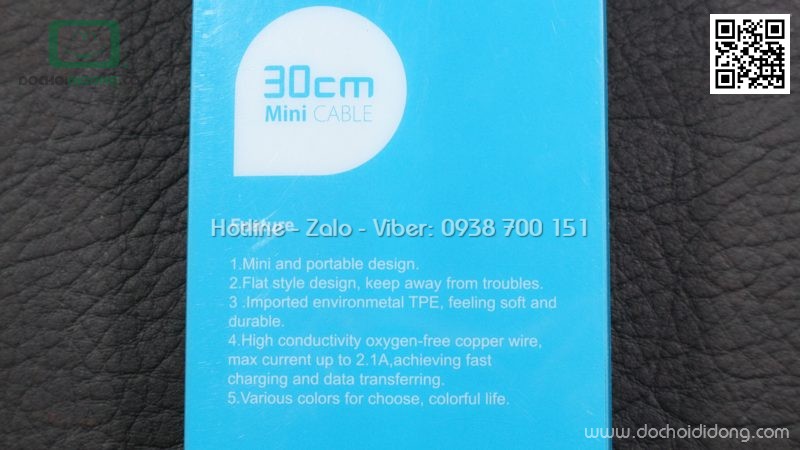 30cm
Mini CABLE
Hotline - Zalo - Viber: 0938 700 151
1.Mini and portable design.
2.Flat style design, keep away from troubles.
3 .Imported environmetal TPE, feeling soft and
durable.
4.High conductivity oxygen-free copper wire,
max current up to 2.1A,achieving fast
charging and data transferring.
5.Various colors for choose, colorful life.
www.dochoididong.com